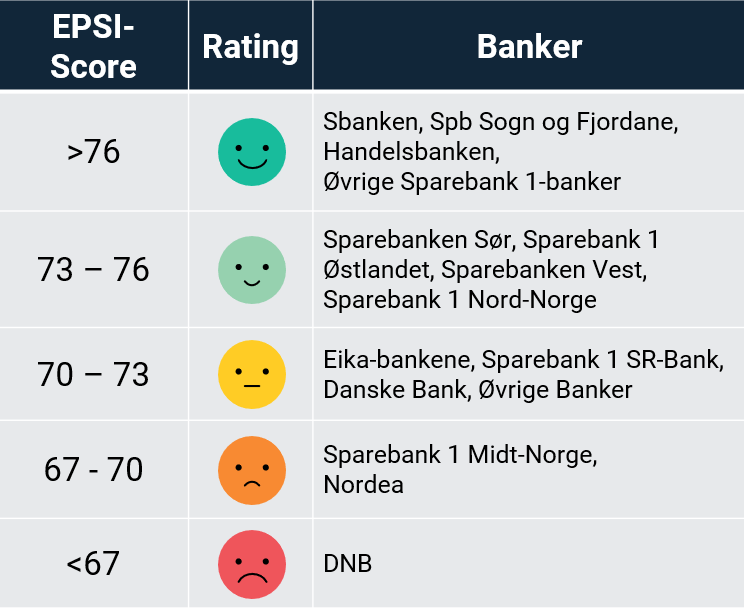 EPSI-
Score
Rating
Banker
>76
Sbanken, Spb Sogn og Fjordane,
Handelsbanken,
Øvrige Sparebank 1-banker
73 – 76
Sparebanken Sør, Sparebank 1
Østlandet, Sparebanken Vest,
Sparebank 1 Nord-Norge
70 – 73
Eika-bankene, Sparebank 1 SR-Bank,
Danske Bank, Øvrige Banker
67 - 70
Sparebank 1 Midt-Norge,
Nordea
<67
DNB